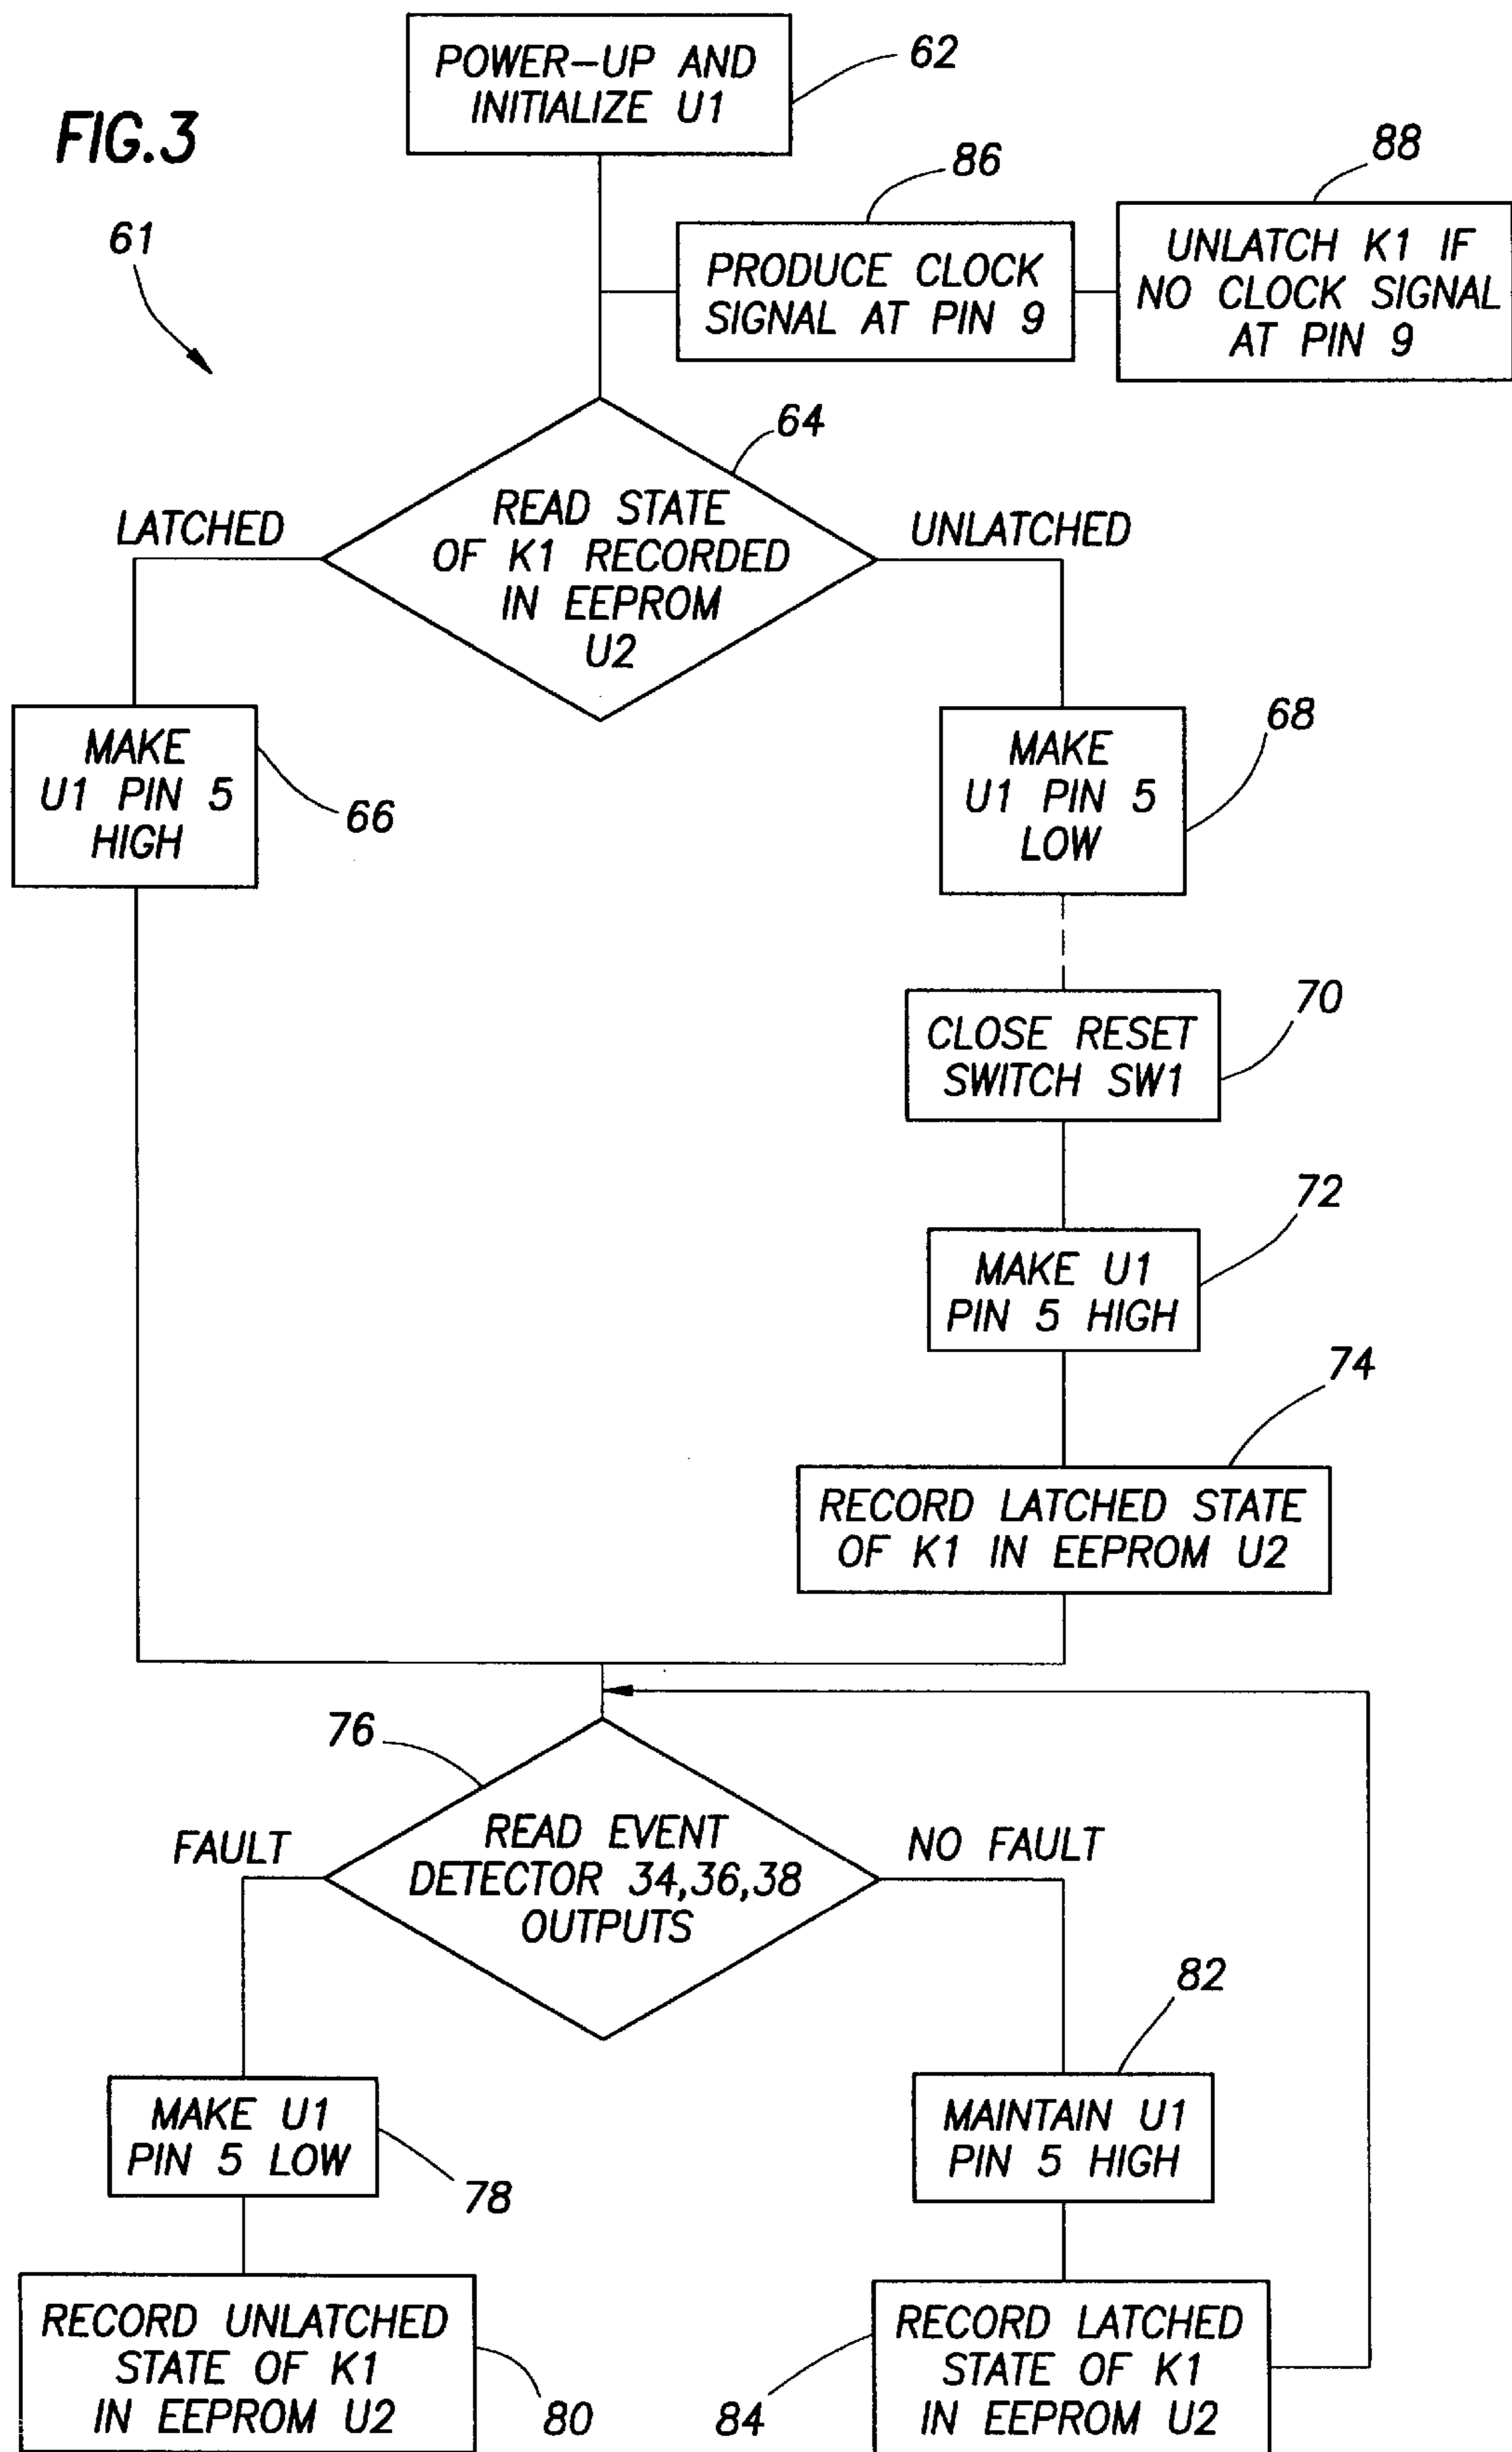 POWER-UP AND
INITIALIZE U1
62
FIG.3
61
86
88
PRODUCE CLOCK
SIGNAL AT PIN 9
UNLATCH K1 IF
NO CLOCK SIGNAL
AT PIN 9
64
READ STATE
OF K1 RECORDED
IN EEPROM
U2
LATCHED
UNLATCHED
MAKE
U1 PIN 5
HIGH
66
MAKE
U1 PIN 5
LOW
68
CLOSE RESET
SWITCH SW1
70
MAKE U1
PIN 5 HIGH
72
74
RECORD LATCHED STATE
OF K1 IN EEPROM U2
76
READ EVENT
DETECTOR 34,36,38
OUTPUTS
FAULT
NO FAULT
MAKE U1
PIN 5 LOW
78
82
MAINTAIN U1
PIN 5 HIGH
RECORD UNLATCHED
STATE OF K1
IN EEPROM U2
80
RECORD LATCHED
STATE OF K1
IN EEPROM U2
84